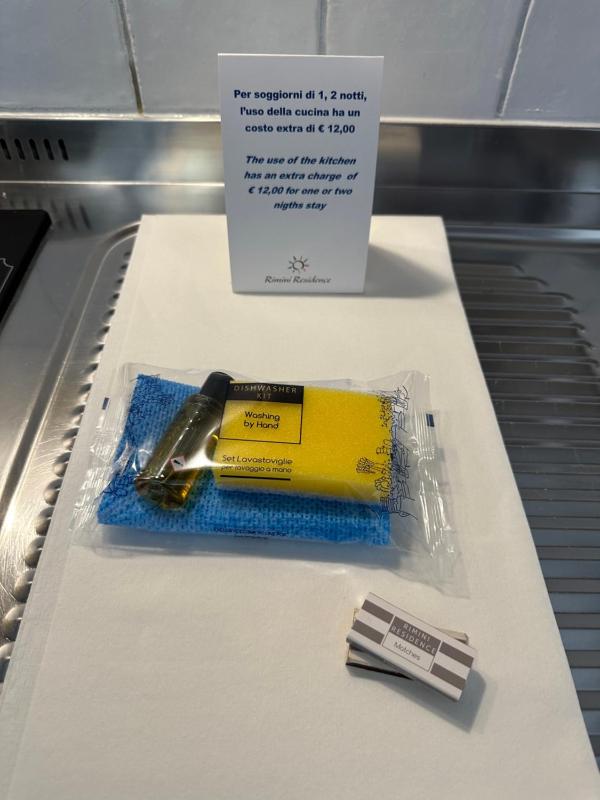 Per soggiorni di 1, 2 notti,
l'uso della cucina ha un
costo extra di € 12,00
The use of the kitchen
has an extra charge of
€ 12,00 for one or two
nigths stay
Rimini Residence
DISHWASHER
KIT
Washing
by Hand
Set Lavastoviglie
per lavaggio a mano
RIMINI
RESIDENCE
Matches